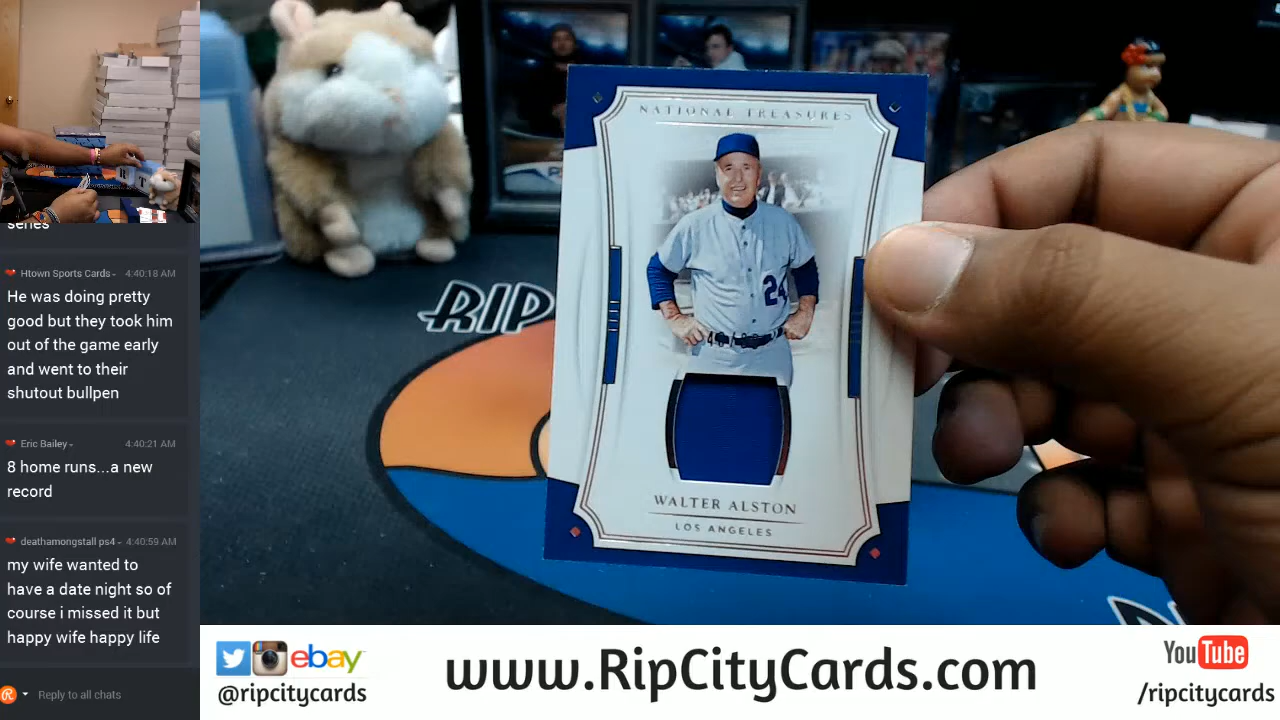 series
Htown Sports Cards- 4:40:18 AM
He was doing pretty
good but they took him
out of the game early
and went to their
shutout bullpen
Eric Bailey- 4:40:21 AM
8 home runs...a new
record
deathamongstall ps4- 4:40:59 AM
my wife wanted to
have a date night so of
course i missed it but
happy wife happy life
Reply to all chats
RIP
NATIONAL TREASURES
24
WALTER ALSTON
LOS ANGELES
ebay
@ripcitycards
www.RipCityCards.com
YouTube
/ripcitycards